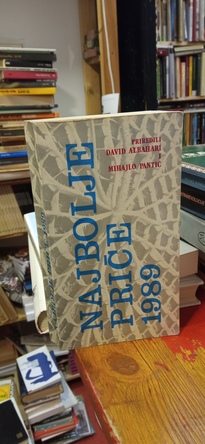 PRIREDILI
DAVID ALBAHARI
I
MIHAJLO PANTIĆ
NAJBOLJE
PRIČE
1989